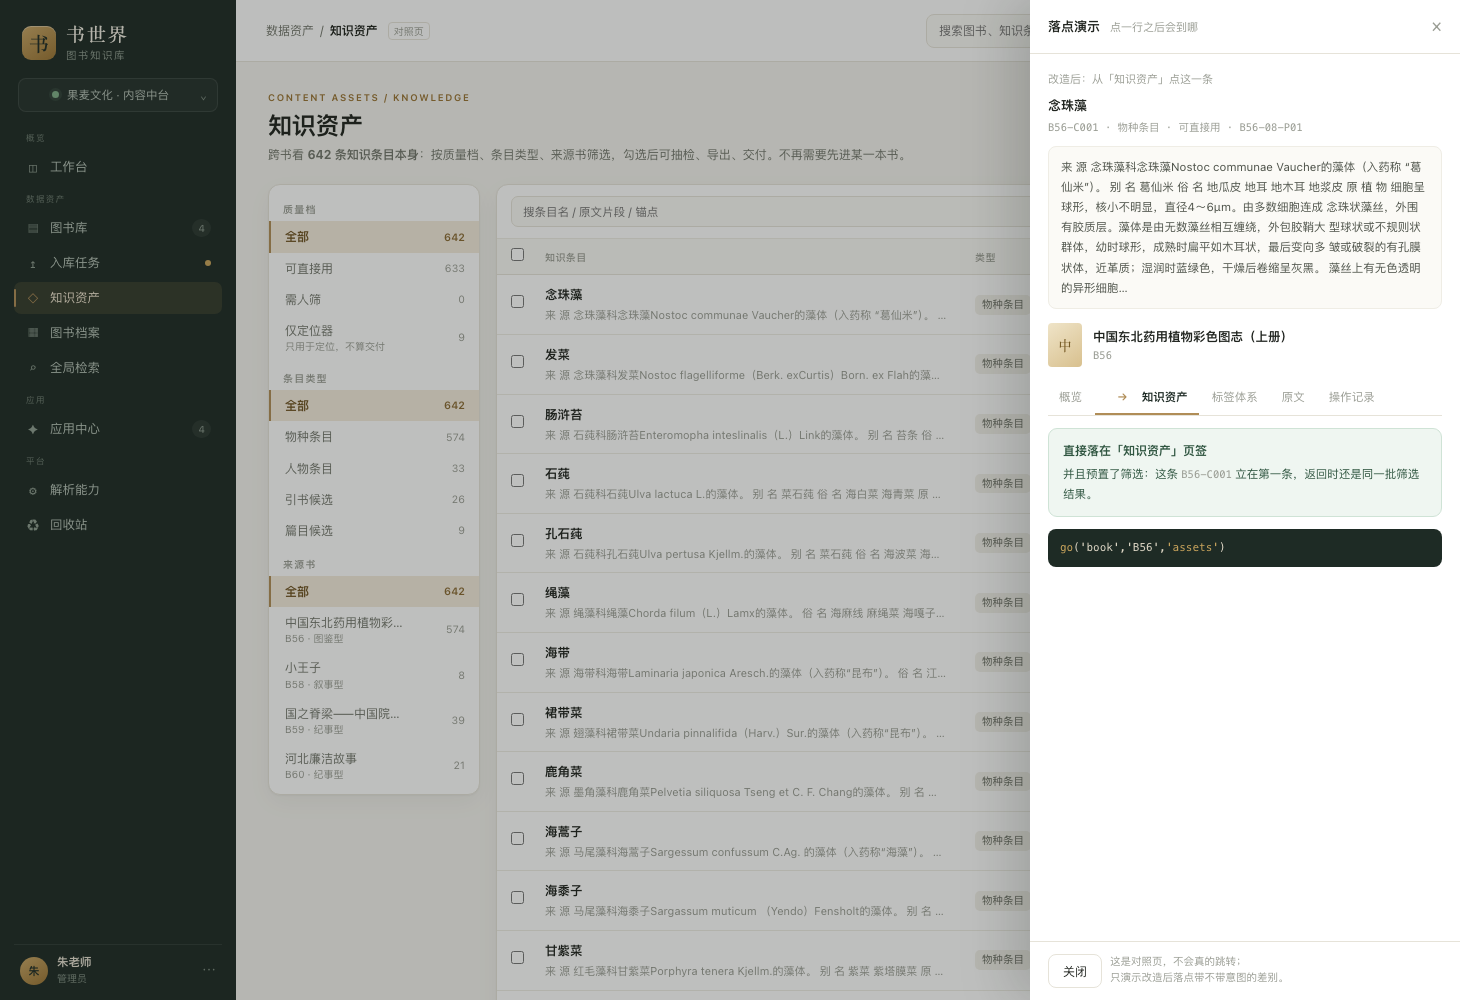 书
书世界
图书知识库
果麦文化 · 内容中台
概览
工作台
数据资产
图书库 4
入库任务
知识资产
图书档案
全局检索
应用
应用中心 4
平台
解析能力
回收站
朱
朱老师
管理员
数据资产 / 知识资产 对照页
搜索图书、知识条
CONTENT ASSETS / KNOWLEDGE
知识资产
跨书看 642 条知识条目本身：按质量档、条目类型、来源书筛选，勾选后可抽检、导出、交付。不再需要先进某一本书。
质量档
全部 642
可直接用 633
需人筛 0
仅定位器 9
只用于定位，不算交付
条目类型
全部 642
物种条目 574
人物条目 33
引书候选 26
篇目候选 9
来源书
全部 642
中国东北药用植物彩… 574
B56 · 图鉴型
小王子 8
B58 · 叙事型
国之脊梁——中国院… 39
B59 · 纪事型
河北廉洁故事 21
B60 · 纪事型
搜条目名 / 原文片段 / 锚点
知识条目 类型
念珠藻 物种条目
来 源 念珠藻科念珠藻Nostoc communae Vaucher的藻体（入药称 “葛仙米”）。 …
发菜 物种条目
来 源 念珠藻科发菜Nostoc flagelliforme（Berk. exCurtis）Born. ex Flah的藻…
肠浒苔 物种条目
来 源 石莼科肠浒苔Enteromopha inteslinalis（L.）Link的藻体。 别 名 苔条 俗 …
石莼 物种条目
来 源 石莼科石莼Ulva lactuca L.的藻体。 别 名 菜石莼 俗 名 海白菜 海青菜 原 …
孔石莼 物种条目
来 源 石莼科孔石莼Ulva pertusa Kjellm.的藻体。 别 名 菜石莼 俗 名 海波菜 海…
绳藻 物种条目
来 源 绳藻科绳藻Chorda filum（L.）Lamx的藻体。 俗 名 海麻线 麻绳菜 海嘎子…
海带 物种条目
来 源 海带科海带Laminaria japonica Aresch.的藻体（入药称“昆布”）。 俗 名 江…
裙带菜 物种条目
来 源 翅藻科裙带菜Undaria pinnalifida（Harv.）Sur.的藻体（入药称“昆布”）。 …
鹿角菜 物种条目
来 源 墨角藻科鹿角菜Pelvetia siliquosa Tseng et C. F. Chang的藻体。 别 名 …
海蒿子 物种条目
来 源 马尾藻科海蒿子Sargessum confussum C.Ag. 的藻体（入药称“海藻”）。 …
海黍子 物种条目
来 源 马尾藻科海黍子Sargassum muticum （Yendo）Fensholt的藻体。 别 名 …
甘紫菜 物种条目
来 源 红毛藻科甘紫菜Porphyra tenera Kjellm.的藻体。 别 名 紫菜 紫塔膜菜 原 …
落点演示 点一行之后会到哪 ×
改造后：从「知识资产」点这一条
念珠藻
B56-C001 · 物种条目 · 可直接用 · B56-08-P01
来 源 念珠藻科念珠藻Nostoc communae Vaucher的藻体（入药称 “葛
仙米”）。 别 名 葛仙米 俗 名 地瓜皮 地耳 地木耳 地浆皮 原 植 物 细胞呈
球形，核小不明显，直径4～6μm。由多数细胞连成 念珠状藻丝，外围
有胶质层。藻体是由无数藻丝相互缠绕，外包胶鞘大 型球状或不规则状
群体，幼时球形，成熟时扁平如木耳状，最后变向多 皱或破裂的有孔膜
状体，近革质；湿润时蓝绿色，干燥后卷缩呈灰黑。 藻丝上有无色透明
的异形细胞…
中
中国东北药用植物彩色图志（上册）
B56
概览 → 知识资产 标签体系 原文 操作记录
直接落在「知识资产」页签
并且预置了筛选：这条 B56-C001 立在第一条，返回时还是同一批筛选
结果。
go('book','B56','assets')
关闭
这是对照页，不会真的跳转；
只演示改造后落点带不带意图的差别。